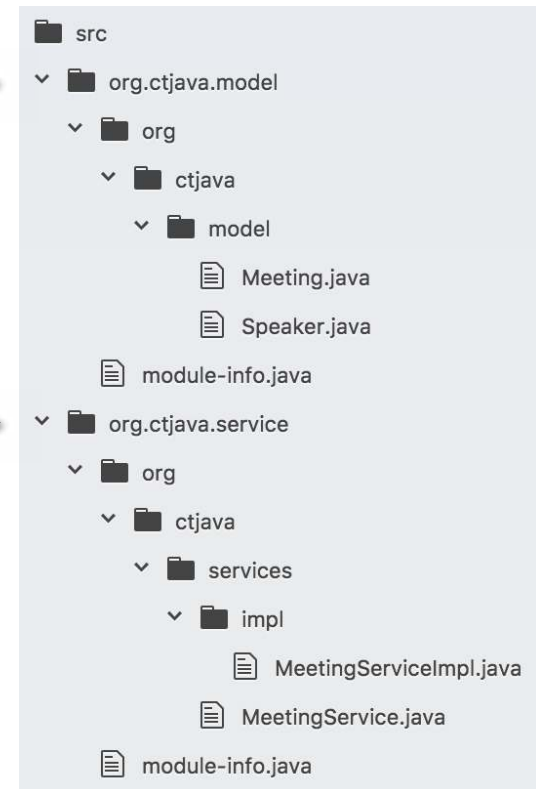 src
org.ctjava.model
org
ctjava
model
Meeting.java
Speaker.java
module-info.java
org.ctjava.service
org
ctjava
services
impl
MeetingServiceImpl.java
MeetingService.java
module-info.java